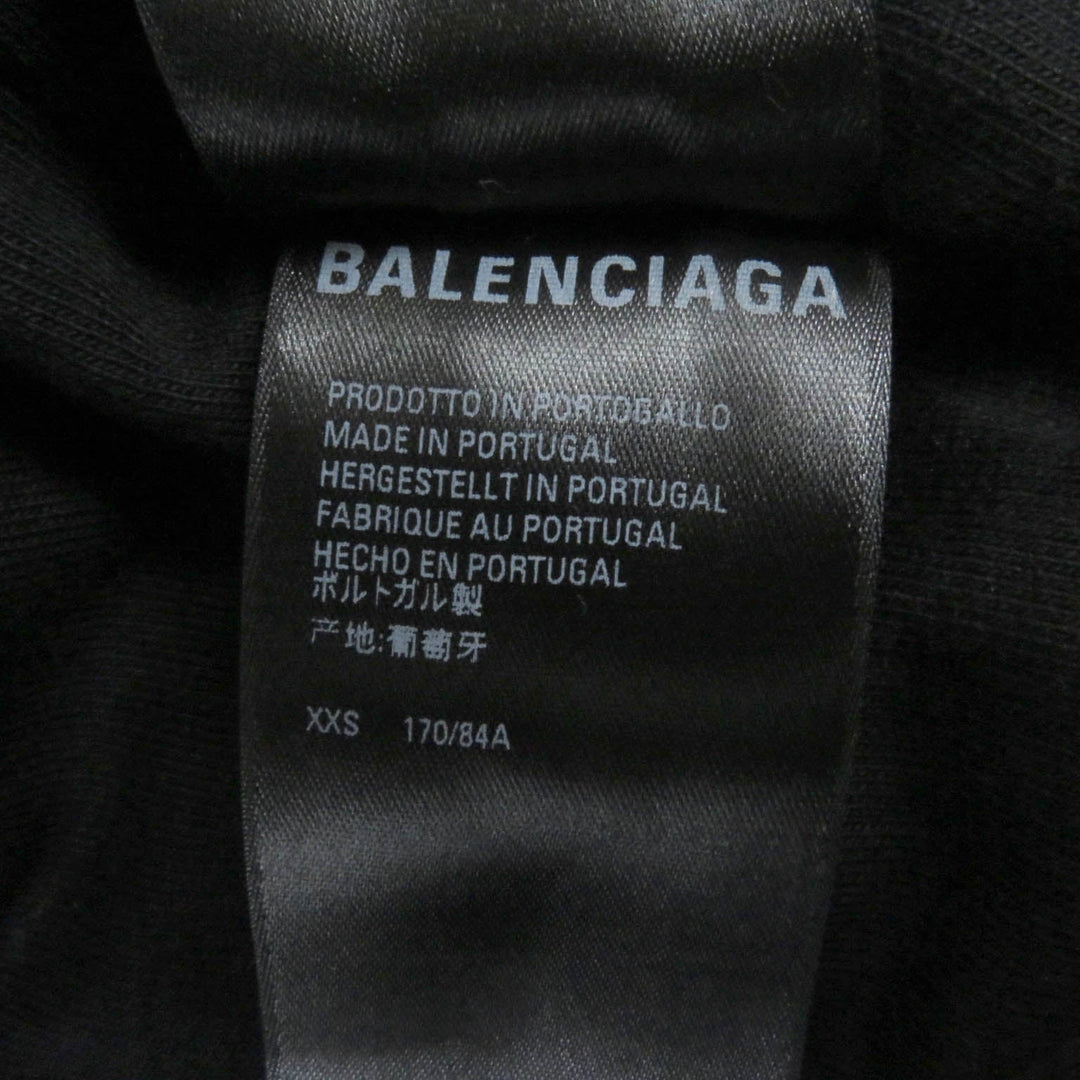 BALENCIAGA
PRODOTTO IN PORTOGALLO
MADE IN PORTUGAL
HERGESTELLT IN PORTUGAL
FABRIQUE AU PORTUGAL
HECHO EN PORTUGAL
ポルトガル製
产地:葡萄牙
XXS 170/84A